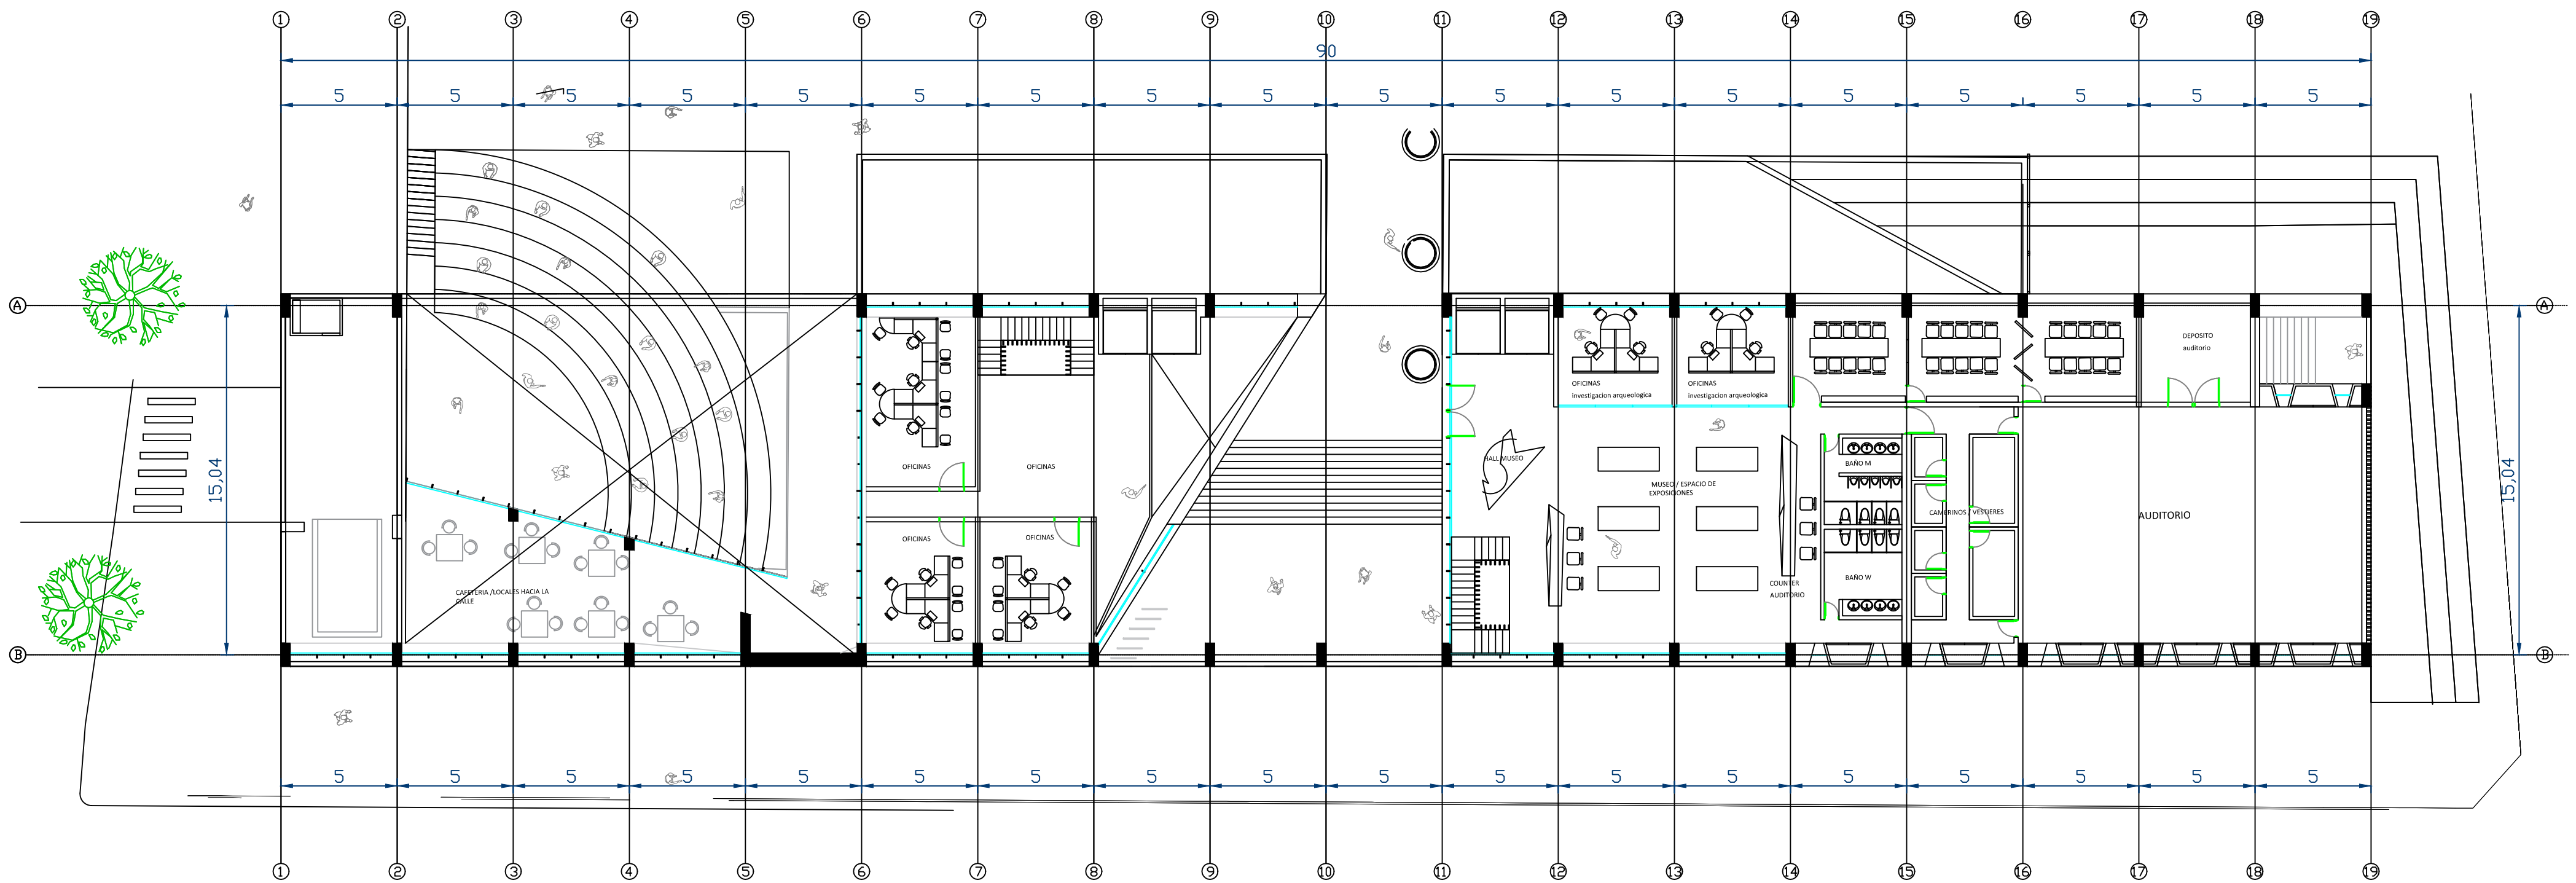 1 2 3 4 5 6 7 8 9 10 11 12 13 14 15 16 17 18 19
90
5 5 5 5 5 5 5 5 5 5 5 5 5 5 5 5 5 5
A A
DEPOSITO
auditorio
OFICINAS
investigacion arqueologica
OFICINAS
investigacion arqueologica
15,04
OFICINAS
OFICINAS
HALL MUSEO
BAÑO M
MUSEO / ESPACIO DE
EXPOSICIONES
15,04
CAMERINOS / VESTIERES
AUDITORIO
OFICINAS
OFICINAS
BAÑO W
COUNTER
AUDITORIO
CAFETERIA /LOCALES HACIA LA
CALLE
B B
5 5 5 5 5 5 5 5 5 5 5 5 5 5 5 5 5 5
1 2 3 4 5 6 7 8 9 10 11 12 13 14 15 16 17 18 19